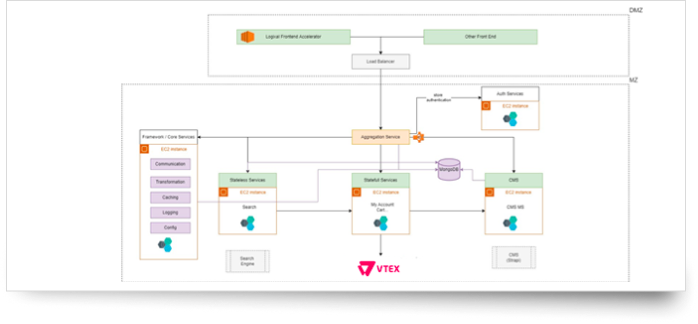 DMZ
Logical Frontend Accelerator
Other Front End
Load Balancer
MZ
store
authentication
Auth Services
EC2 instance
Framework / Core Services
EC2 instance
Communication
Transformation
Caching
Logging
Config
Aggregation Service
MongoDB
Stateless Services
EC2 instance
Search
Stateful Services
EC2 instance
My Account
Cart
CMS
EC2 instance
CMS MS
Search
Engine
VTEX
CMS
(Strapi)